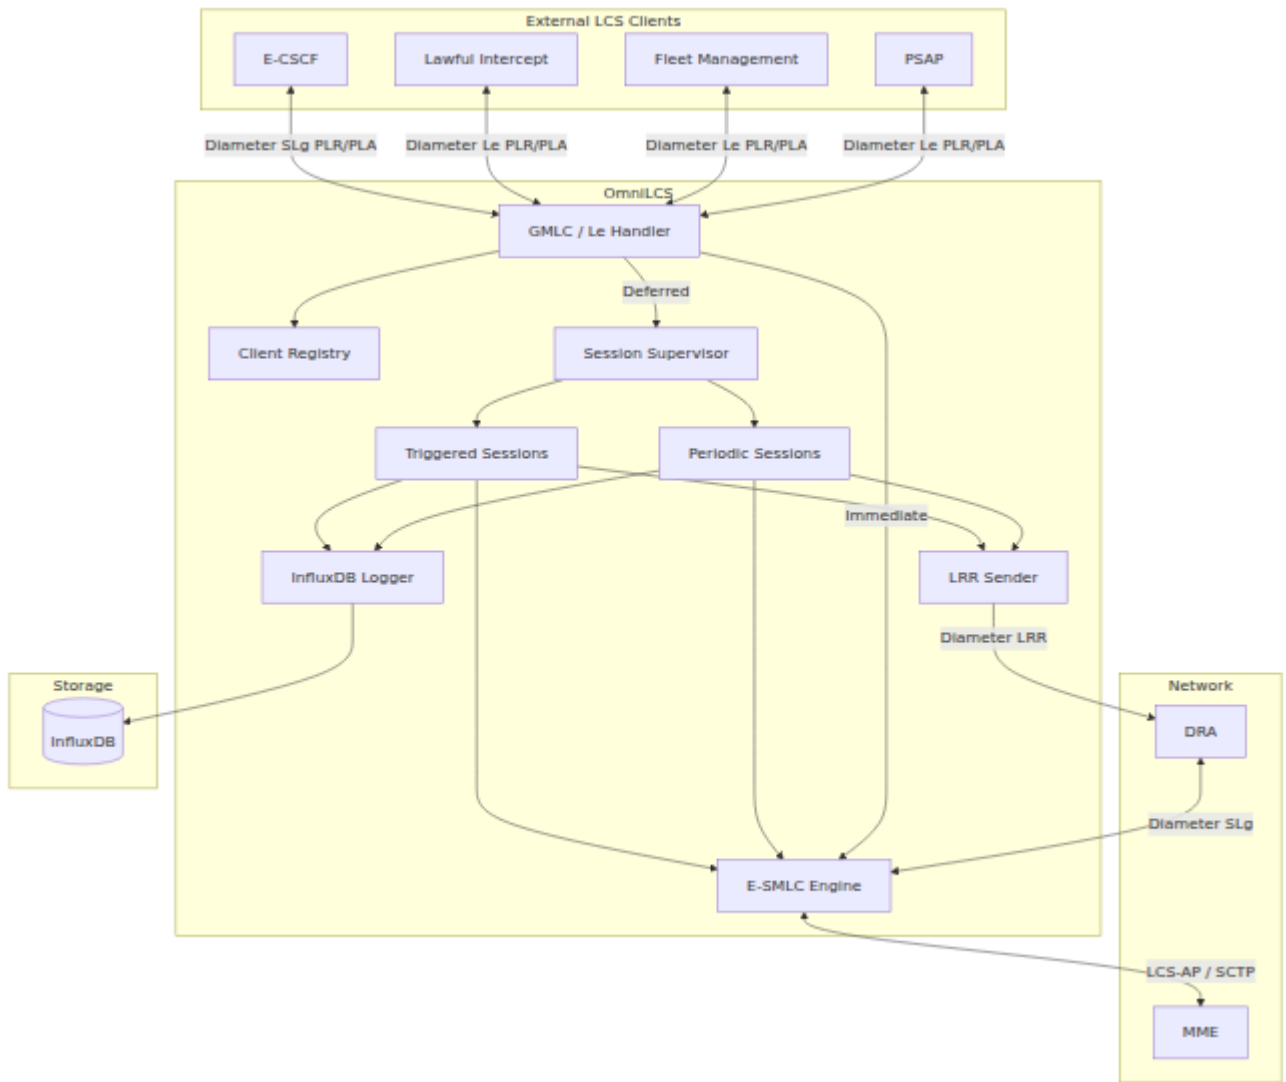 External LCS Clients
E-CSCF
Lawful Intercept
Fleet Management
PSAP
Diameter SLg PLR/PLA
Diameter Le PLR/PLA
Diameter Le PLR/PLA
Diameter Le PLR/PLA
OmniLCS
GMLC / Le Handler
Deferred
Client Registry
Session Supervisor
Triggered Sessions
Periodic Sessions
Immediate
InfluxDB Logger
LRR Sender
Diameter LRR
Storage
InfluxDB
Network
DRA
Diameter SLg
E-SMLC Engine
LCS-AP / SCTP
MME